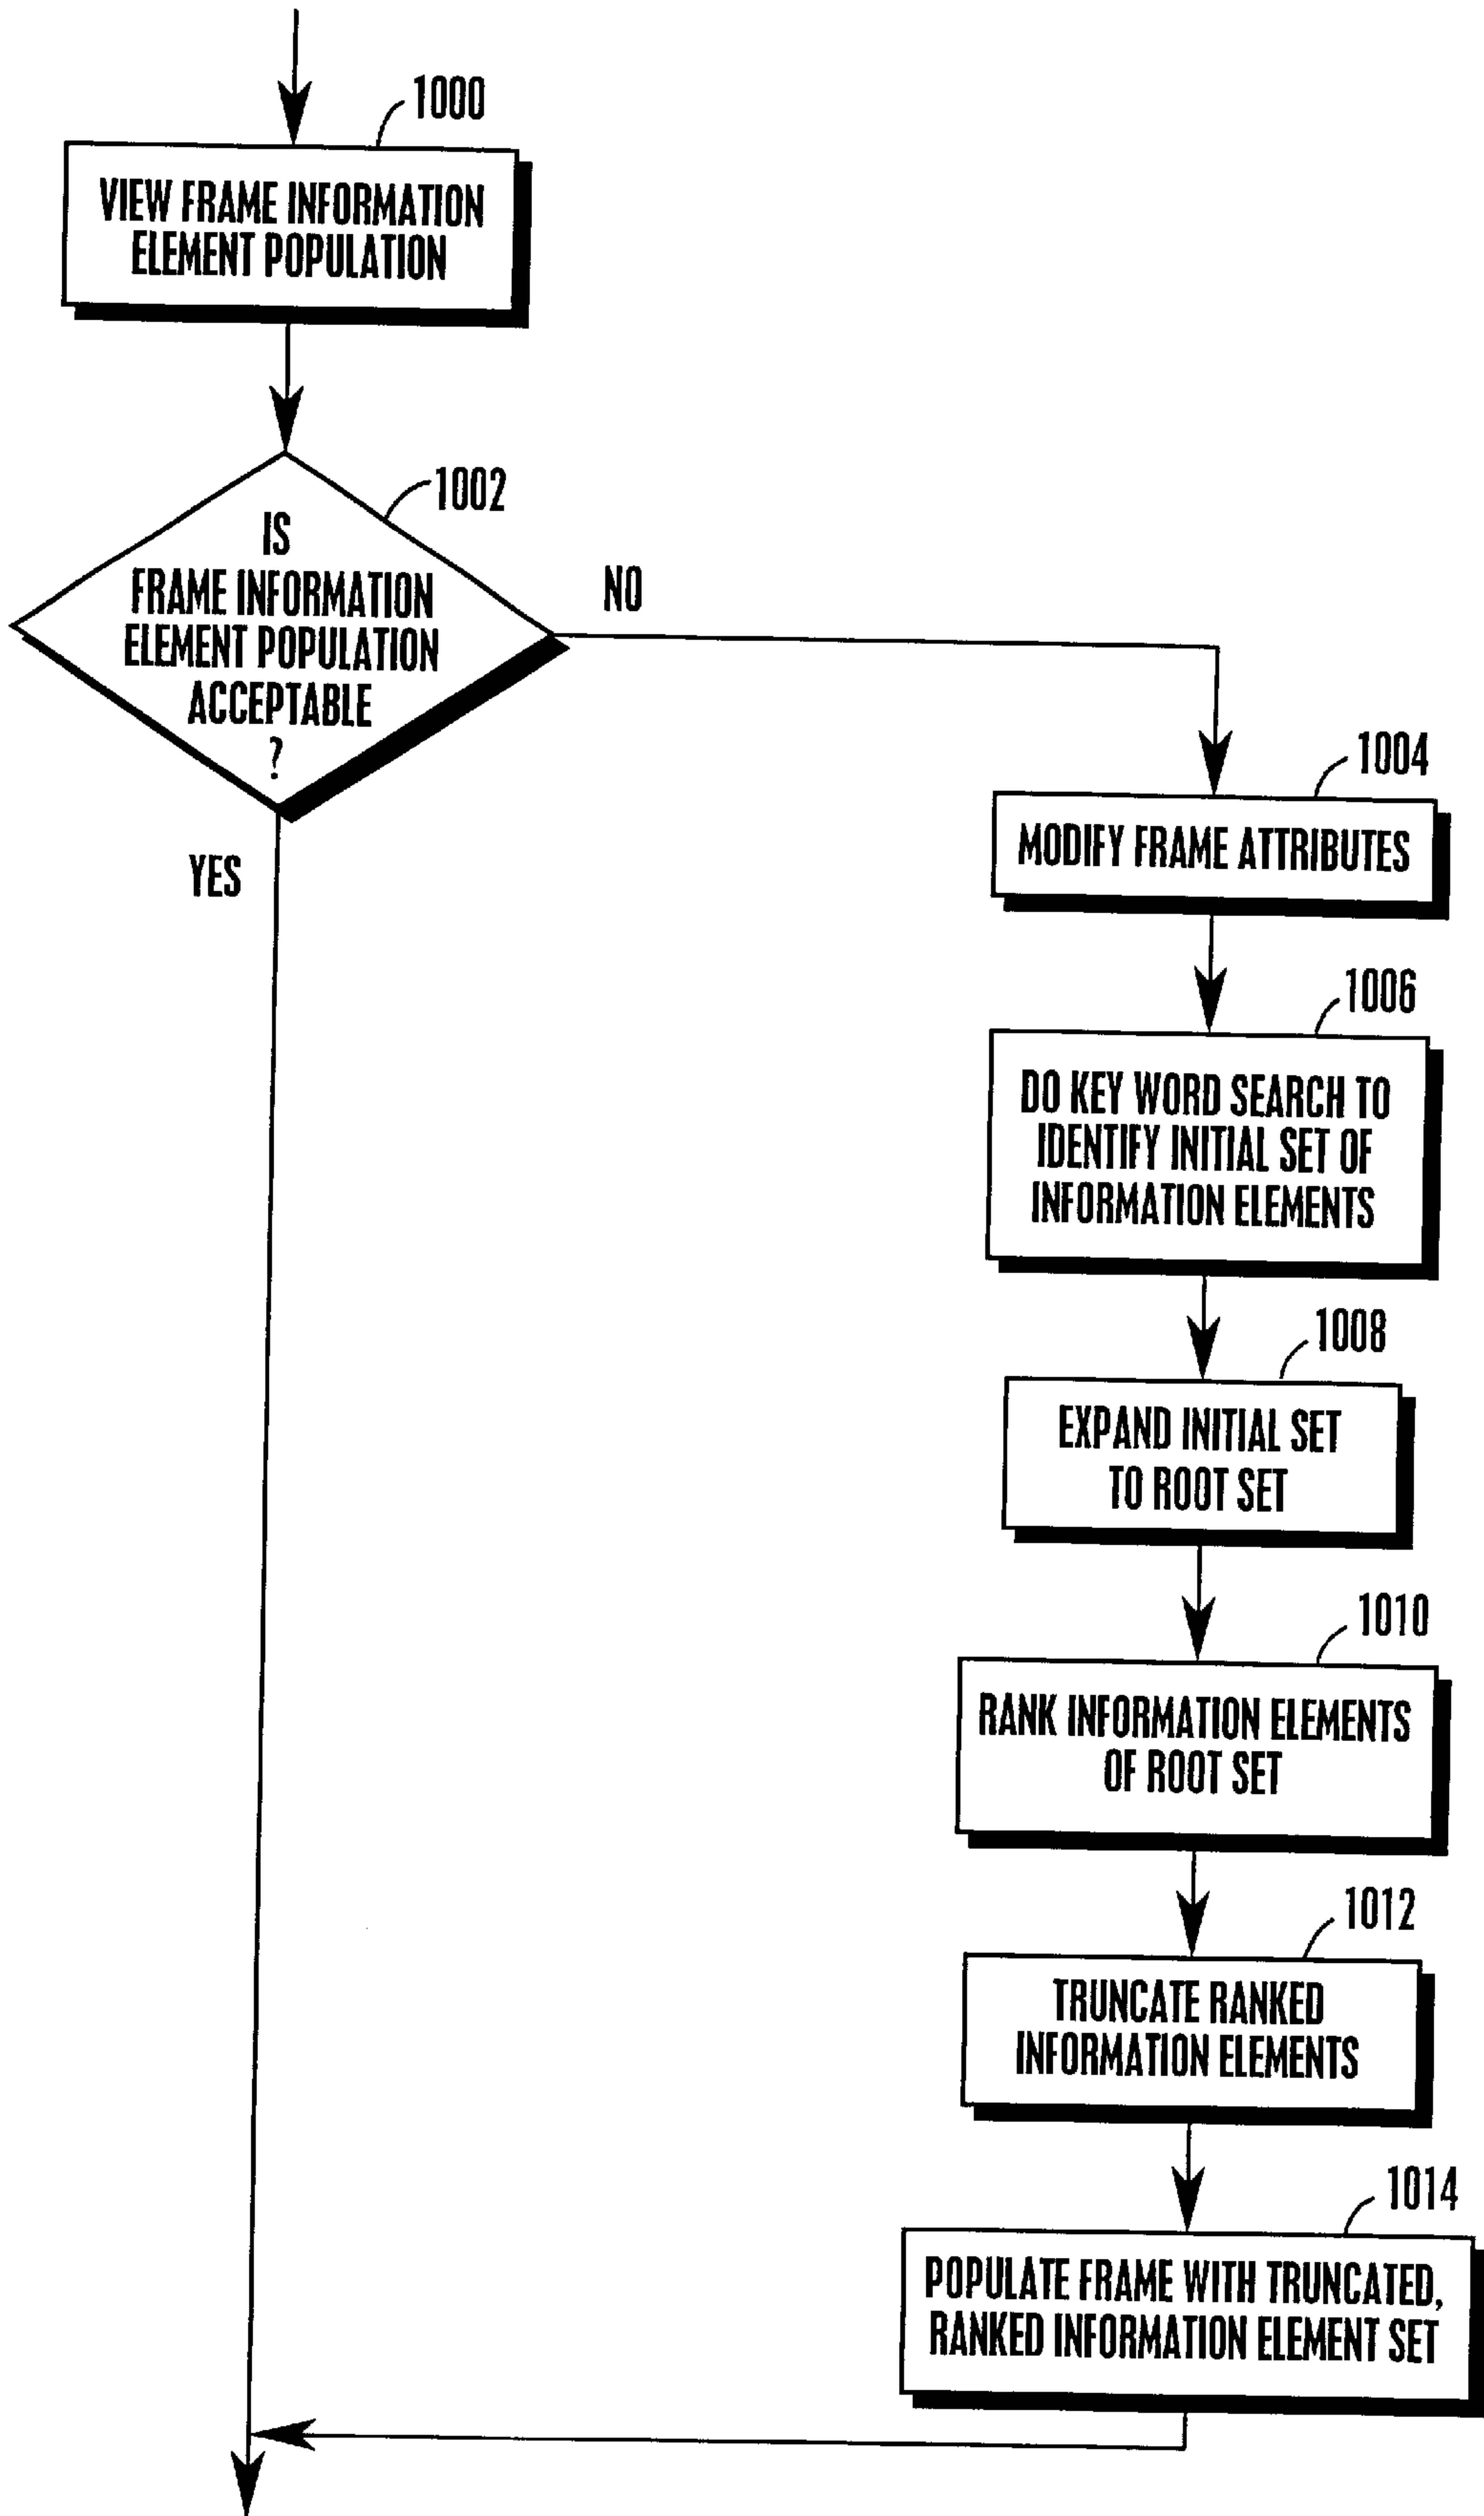 1000
VIEW FRAME INFORMATION
ELEMENT POPULATION
1002
IS
FRAME INFORMATION
ELEMENT POPULATION
ACCEPTABLE
?
NO
YES
1004
MODIFY FRAME ATTRIBUTES
1006
DO KEY WORD SEARCH TO
IDENTIFY INITIAL SET OF
INFORMATION ELEMENTS
1008
EXPAND INITIAL SET
TO ROOT SET
1010
RANK INFORMATION ELEMENTS
OF ROOT SET
1012
TRUNCATE RANKED
INFORMATION ELEMENTS
1014
POPULATE FRAME WITH TRUNCATED,
RANKED INFORMATION ELEMENT SET